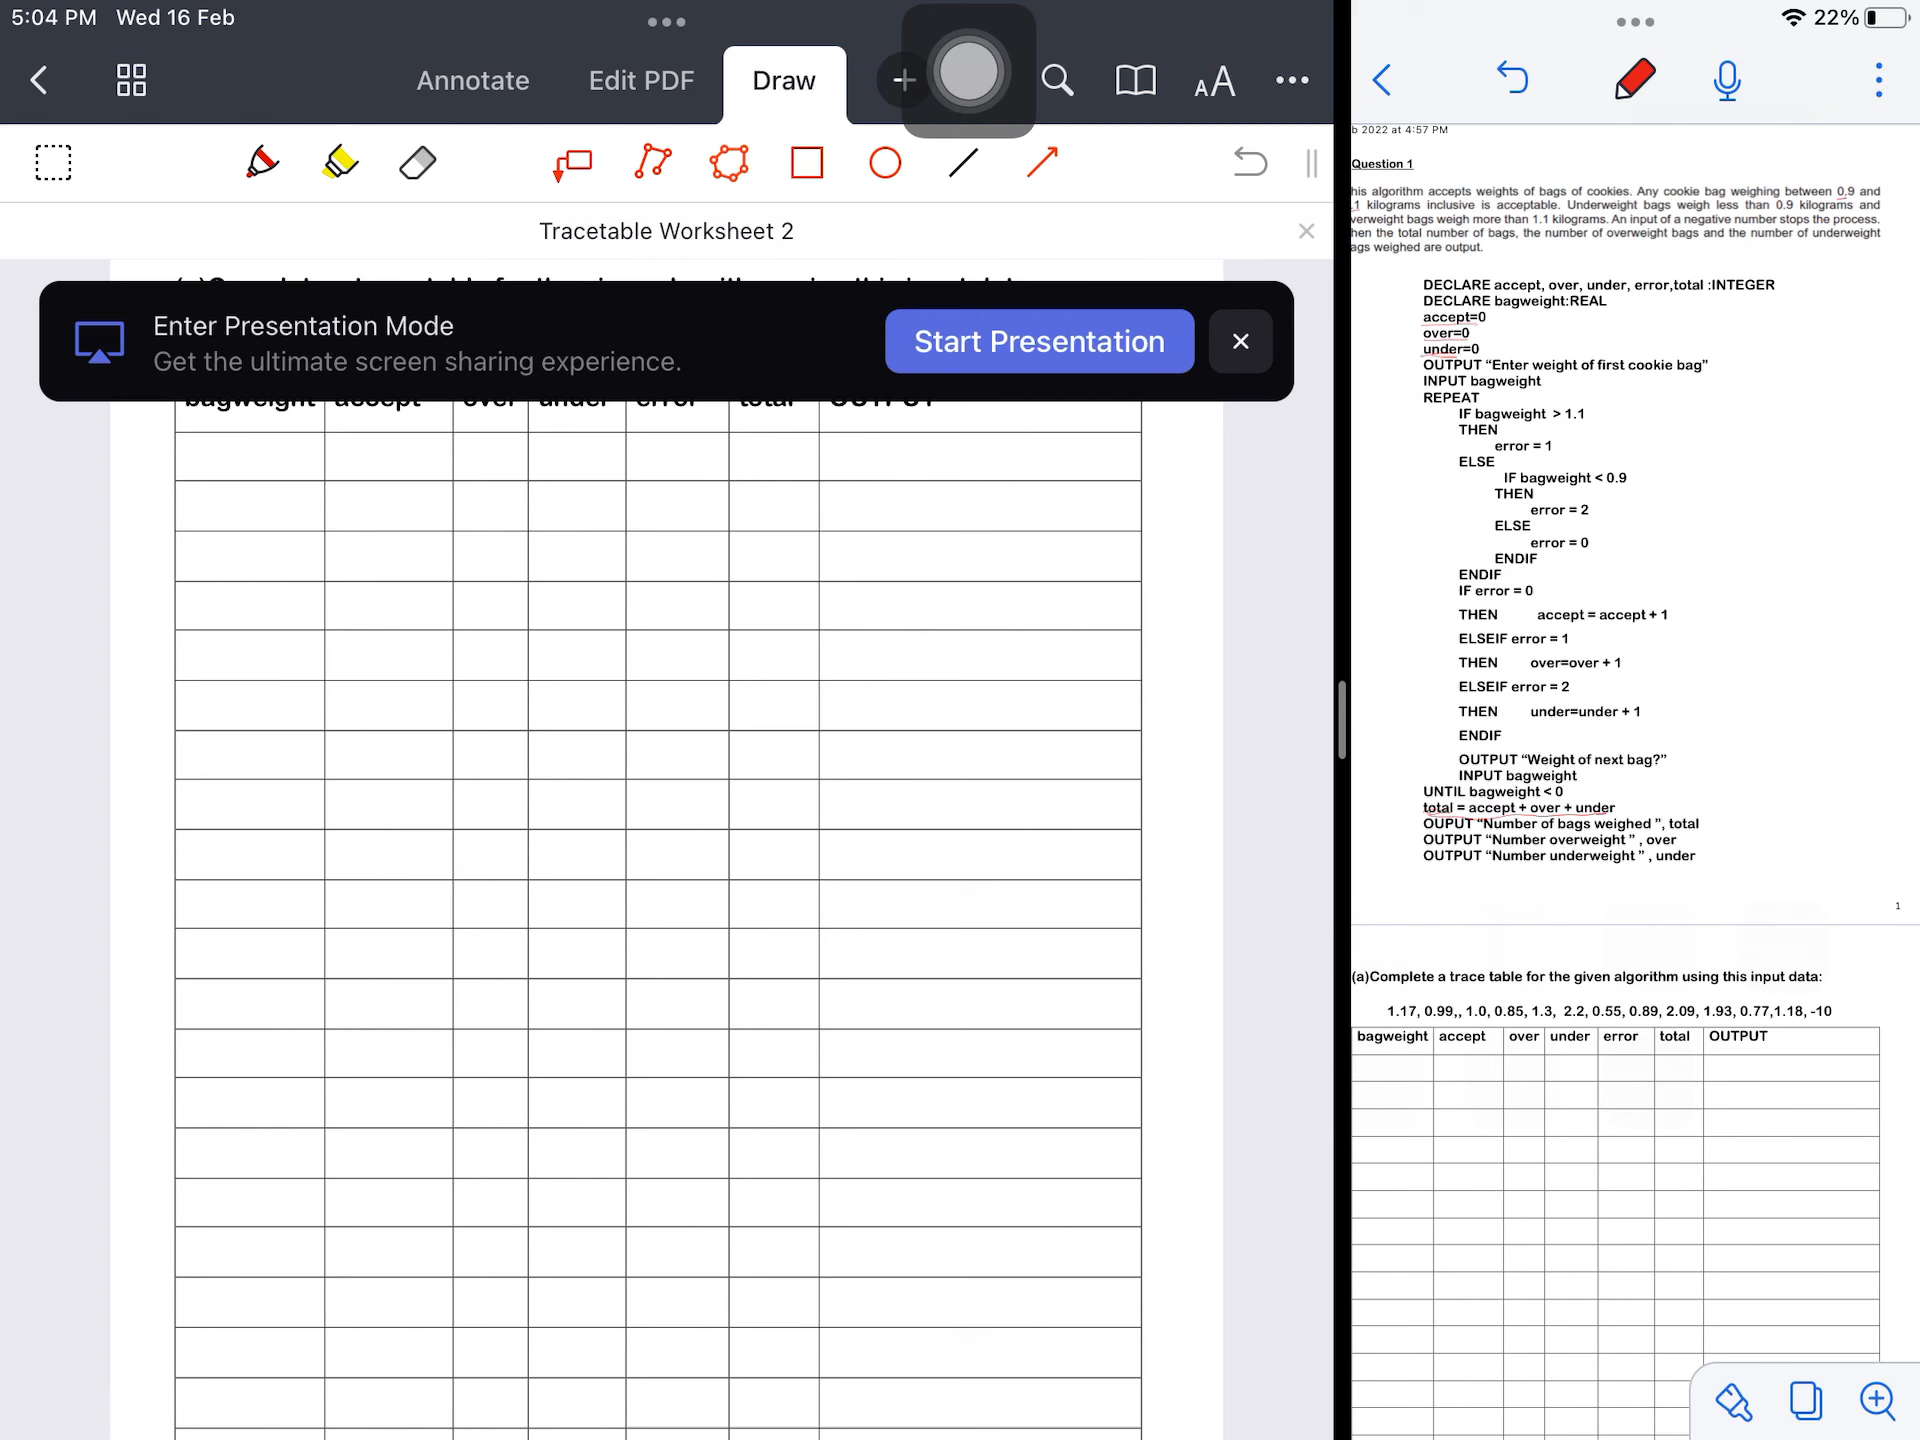 5:04 PM Wed 16 Feb
Annotate
Edit PDF
Draw
AA
Tracetable Worksheet 2
Enter Presentation Mode
Get the ultimate screen sharing experience.
Start Presentation
bagweight accept over under error total OUTPUT
22%
b 2022 at 4:57 PM
Question 1
his algorithm accepts weights of bags of cookies. Any cookie bag weighing between 0.9 and
.1 kilograms inclusive is acceptable. Underweight bags weigh less than 0.9 kilograms and
verweight bags weigh more than 1.1 kilograms. An input of a negative number stops the process.
hen the total number of bags, the number of overweight bags and the number of underweight
ags weighed are output.
DECLARE accept, over, under, error,total :INTEGER
DECLARE bagweight:REAL
accept=0
over=0
under=0
OUTPUT “Enter weight of first cookie bag”
INPUT bagweight
REPEAT
IF bagweight > 1.1
THEN
error = 1
ELSE
IF bagweight < 0.9
THEN
error = 2
ELSE
error = 0
ENDIF
ENDIF
IF error = 0
THEN accept = accept + 1
ELSEIF error = 1
THEN over=over + 1
ELSEIF error = 2
THEN under=under + 1
ENDIF
OUTPUT “Weight of next bag?”
INPUT bagweight
UNTIL bagweight < 0
total = accept + over + under
OUPUT “Number of bags weighed ”, total
OUTPUT “Number overweight ” , over
OUTPUT “Number underweight ” , under
1
(a)Complete a trace table for the given algorithm using this input data:
1.17, 0.99,, 1.0, 0.85, 1.3, 2.2, 0.55, 0.89, 2.09, 1.93, 0.77,1.18, -10
bagweight accept over under error total OUTPUT